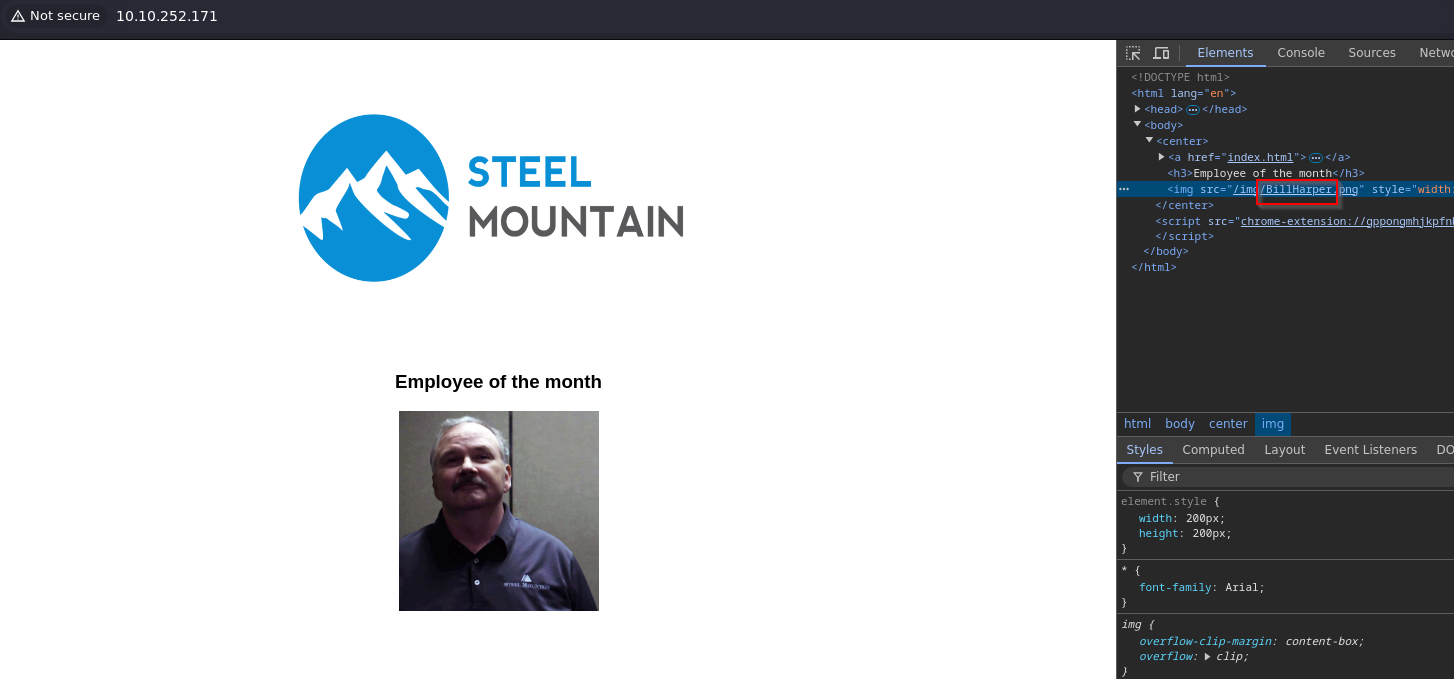 Not secure 10.10.252.171
Elements Console Sources Netwo
<!DOCTYPE html>
<html lang="en">
<head> </head>
<body>
<center>
<a href="index.html"> </a>
<h3>Employee of the month</h3>
<img src="/img/BillHarper.png" style="width:
</center>
<script src="chrome-extension://
</script>
</body>
</html>
STEEL
MOUNTAIN
Employee of the month
STEEL MOUNTAIN
html body center img
Styles Computed Layout Event Listeners DO
Filter
element.style {
width: 200px;
height: 200px;
}
* {
font-family: Arial;
}
img {
overflow-clip-margin: content-box;
overflow: clip;
}